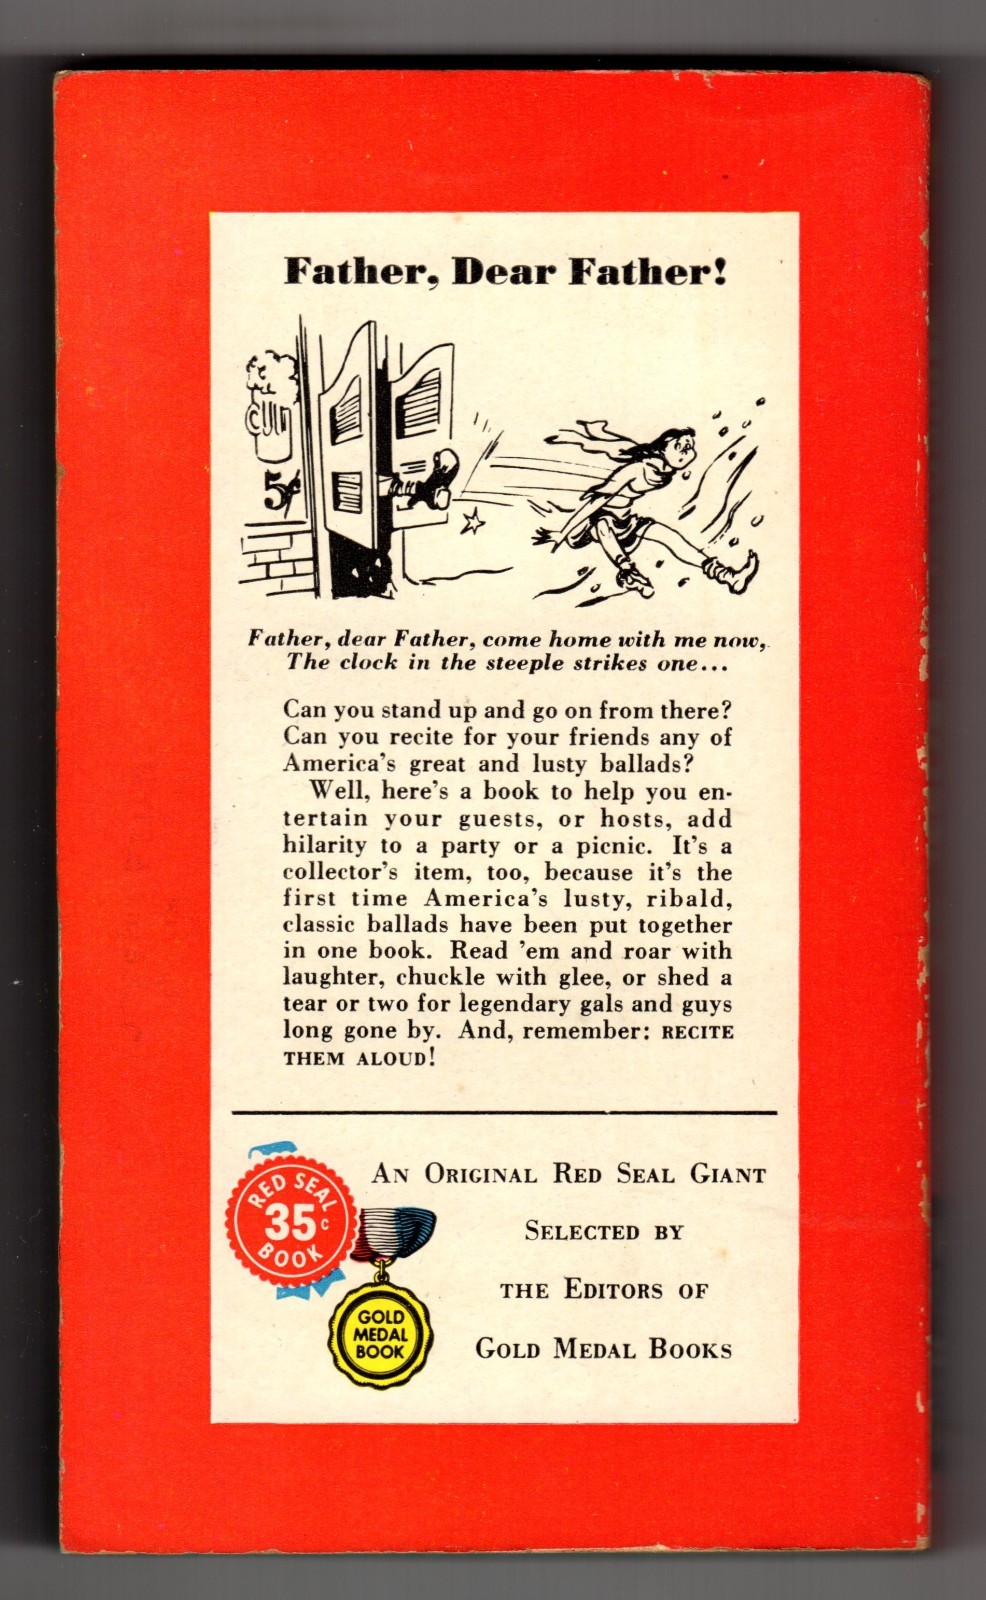 Father, Dear Father!
5¢
Father, dear Father, come home with me now,
The clock in the steeple strikes one...
Can you stand up and go on from there?
Can you recite for your friends any of
America's great and lusty ballads?
Well, here's a book to help you en-
tertain your guests, or hosts, add
hilarity to a party or a picnic. It's a
collector's item, too, because it's the
first time America's lusty, ribald,
classic ballads have been put together
in one book. Read 'em and roar with
laughter, chuckle with glee, or shed a
tear or two for legendary gals and guys
long gone by. And, remember: RECITE
THEM ALOUD!
RED SEAL
35c
BOOK
AN ORIGINAL RED SEAL GIANT
SELECTED BY
THE EDITORS OF
GOLD MEDAL BOOKS
GOLD
MEDAL
BOOK